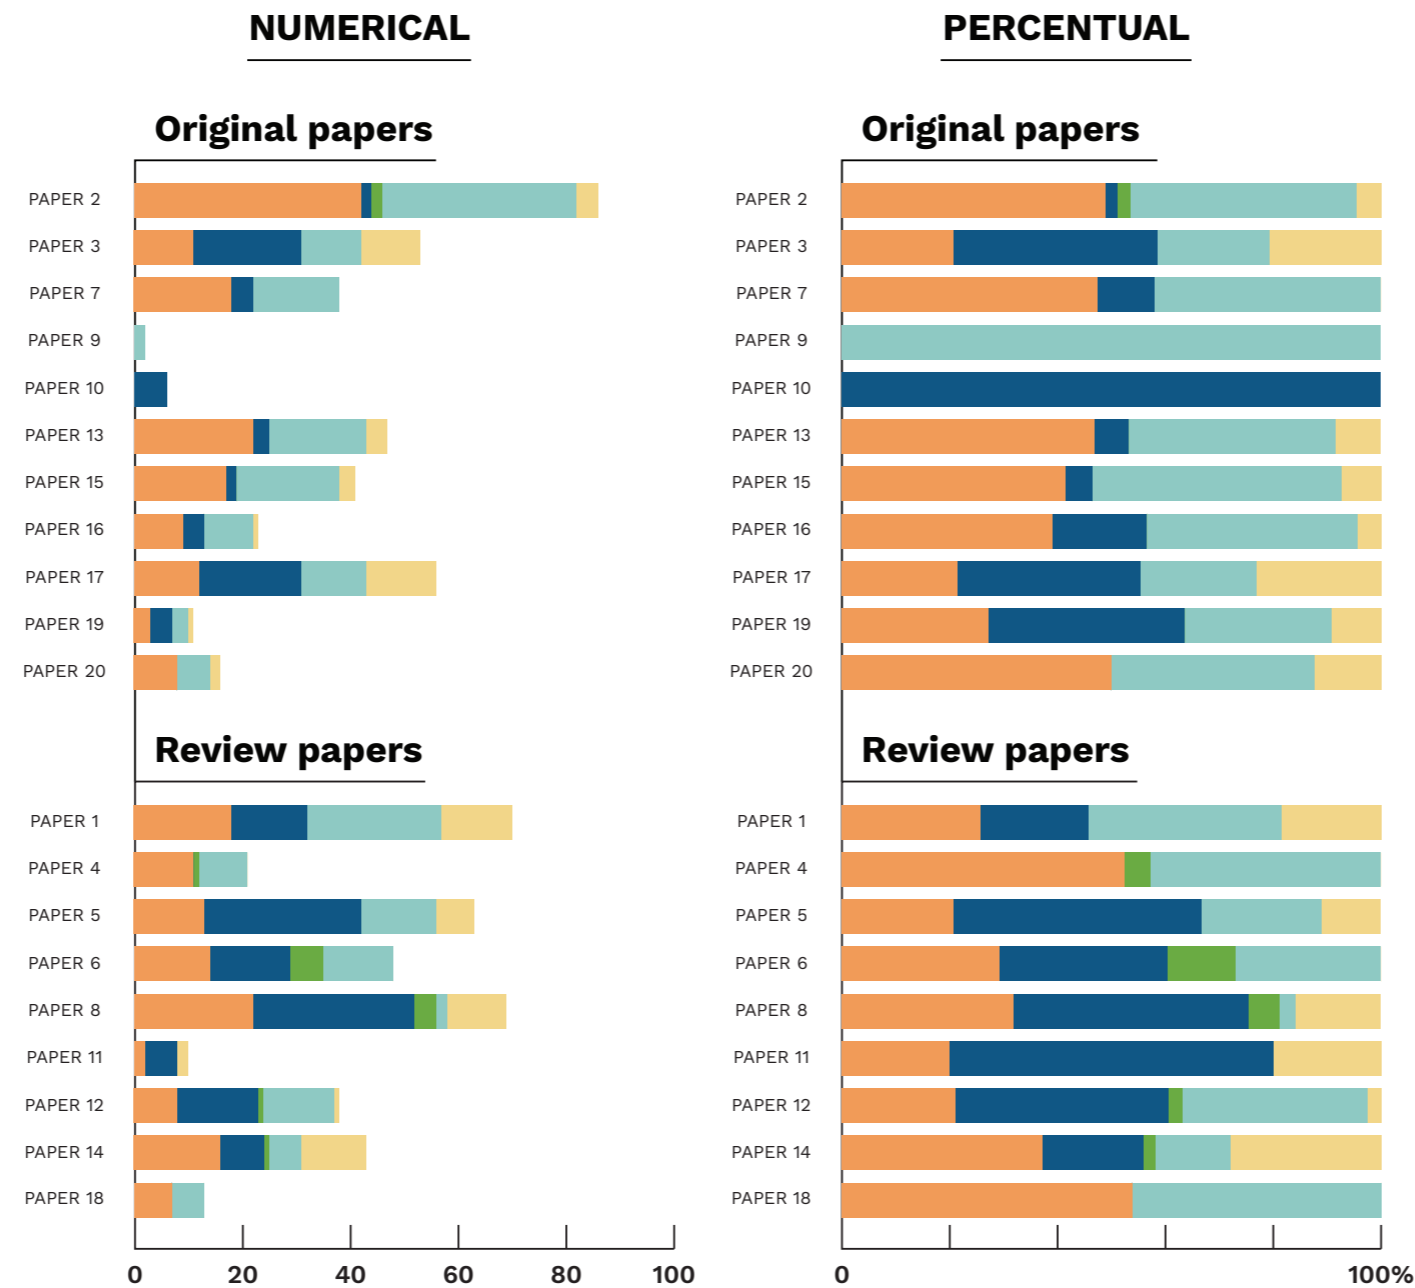 NUMERICAL
Original papers
PAPER 2
PAPER 3
PAPER 7
PAPER 9
PAPER 10
PAPER 13
PAPER 15
PAPER 16
PAPER 17
PAPER 19
PAPER 20
Review papers
PAPER 1
PAPER 4
PAPER 5
PAPER 6
PAPER 8
PAPER 11
PAPER 12
PAPER 14
PAPER 18
0 20 40 60 80 100
PERCENTUAL
Original papers
PAPER 2
PAPER 3
PAPER 7
PAPER 9
PAPER 10
PAPER 13
PAPER 15
PAPER 16
PAPER 17
PAPER 19
PAPER 20
Review papers
PAPER 1
PAPER 4
PAPER 5
PAPER 6
PAPER 8
PAPER 11
PAPER 12
PAPER 14
PAPER 18
0 100%